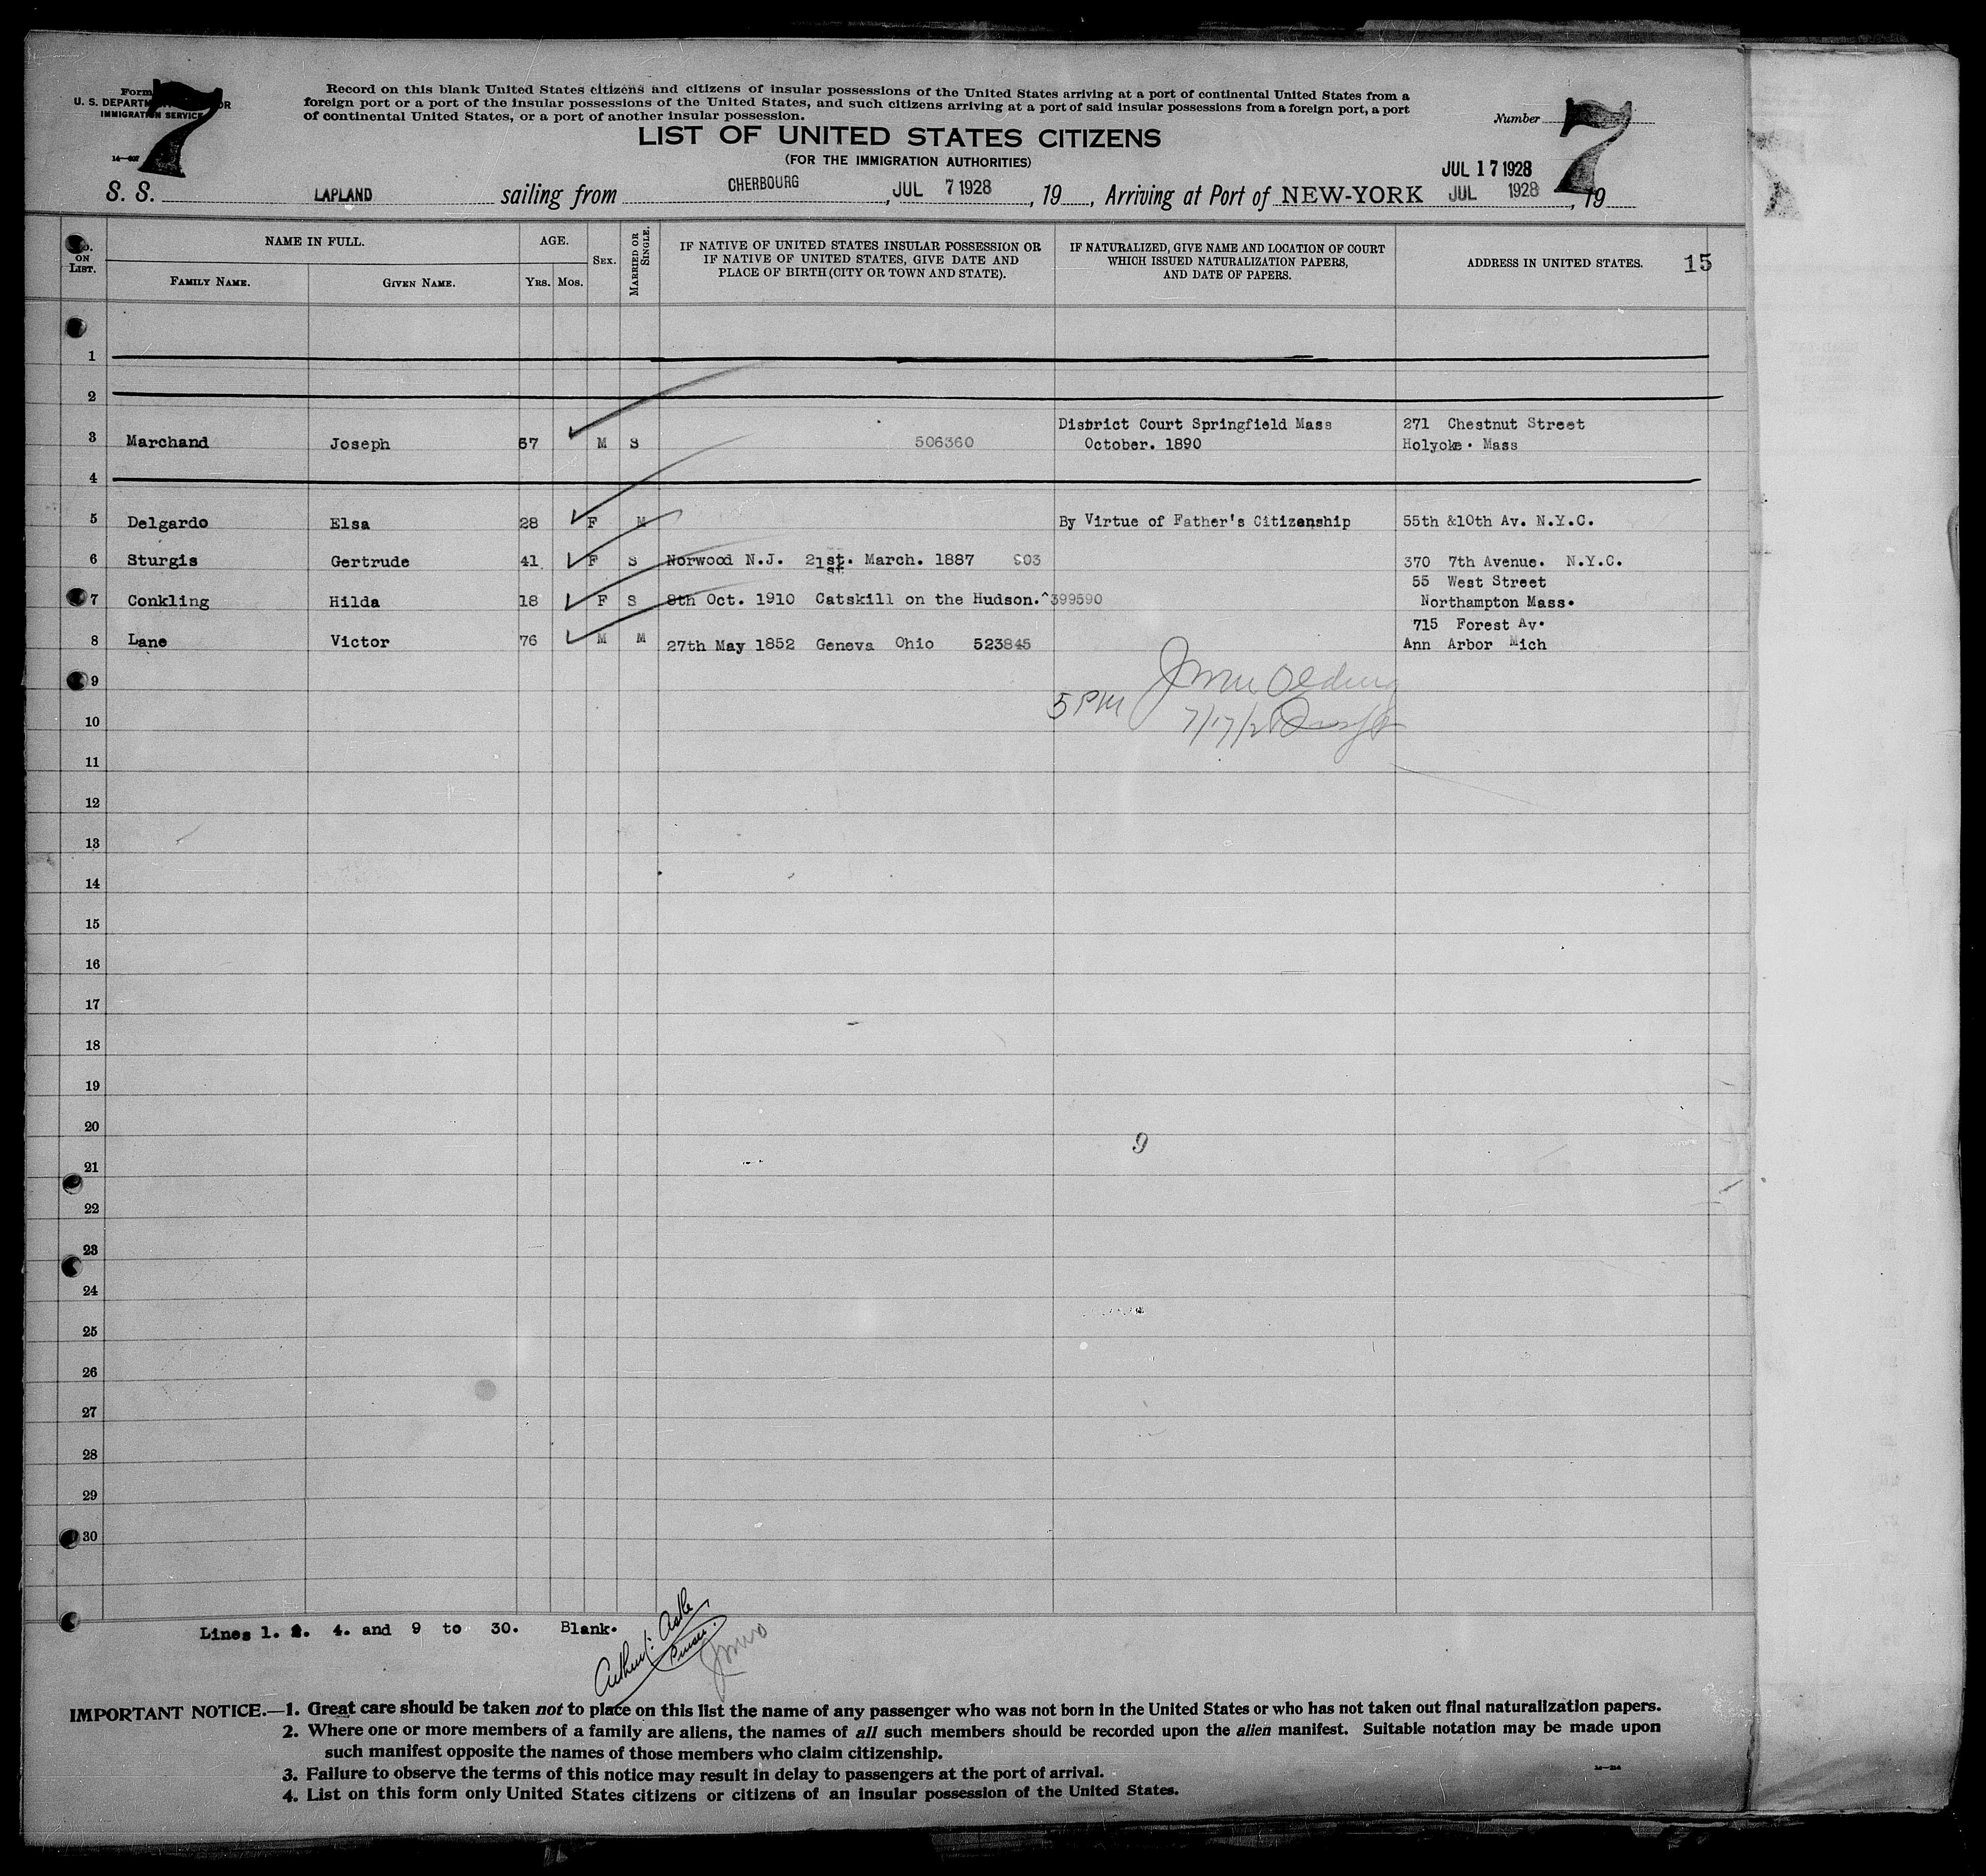 Form
U. S. DEPARTM OR
IMMIGRATION SERVICE
14—607
7
Record on this blank United States citizens and citizens of insular possessions of the United States arriving at a port of continental United States from a
foreign port or a port of the insular possessions of the United States, and such citizens arriving at a port of said insular possessions from a foreign port, a port
of continental United States, or a port of another insular possession.
Number 7
LIST OF UNITED STATES CITIZENS
(FOR THE IMMIGRATION AUTHORITIES)
JUL 17 1928
S. S. LAPLAND sailing from CHERBOURG, JUL 7 1928, 19, Arriving at Port of NEW-YORK JUL 1928, 19
No. ON LIST.
NAME IN FULL.
FAMILY NAME.
GIVEN NAME.
AGE.
YRS. MOS.
SEX.
MARRIED OR SINGLE.
IF NATIVE OF UNITED STATES INSULAR POSSESSION OR
IF NATIVE OF UNITED STATES, GIVE DATE AND
PLACE OF BIRTH (CITY OR TOWN AND STATE).
IF NATURALIZED, GIVE NAME AND LOCATION OF COURT
WHICH ISSUED NATURALIZATION PAPERS,
AND DATE OF PAPERS.
ADDRESS IN UNITED STATES.
15
1
2
3 Marchand Joseph 57 M S 506360 District Court Springfield Mass October. 1890 271 Chestnut Street Holyoke. Mass
4
5 Delgardo Elsa 28 F M By Virtue of Father's Citizenship 55th &10th Av. N.Y.C.
6 Sturgis Gertrude 41 F S Norwood N.J. 21st. March. 1887 903 370 7th Avenue. N.Y.C.
7 Conkling Hilda 18 F S 8th Oct. 1910 Catskill on the Hudson. 399590 55 West Street Northampton Mass.
8 Lane Victor 76 M M 27th May 1852 Geneva Ohio 523845 715 Forest Av. Ann Arbor Mich
9
5 PM
10
11
12
13
14
15
16
17
18
19
20
9
21
22
23
24
25
26
27
28
29
30
Lines 1. 2. 4. and 9 to 30. Blank.
Purser.
IMPORTANT NOTICE.—1. Great care should be taken not to place on this list the name of any passenger who was not born in the United States or who has not taken out final naturalization papers.
2. Where one or more members of a family are aliens, the names of all such members should be recorded upon the alien manifest. Suitable notation may be made upon
such manifest opposite the names of those members who claim citizenship.
3. Failure to observe the terms of this notice may result in delay to passengers at the port of arrival.
4. List on this form only United States citizens or citizens of an insular possession of the United States.